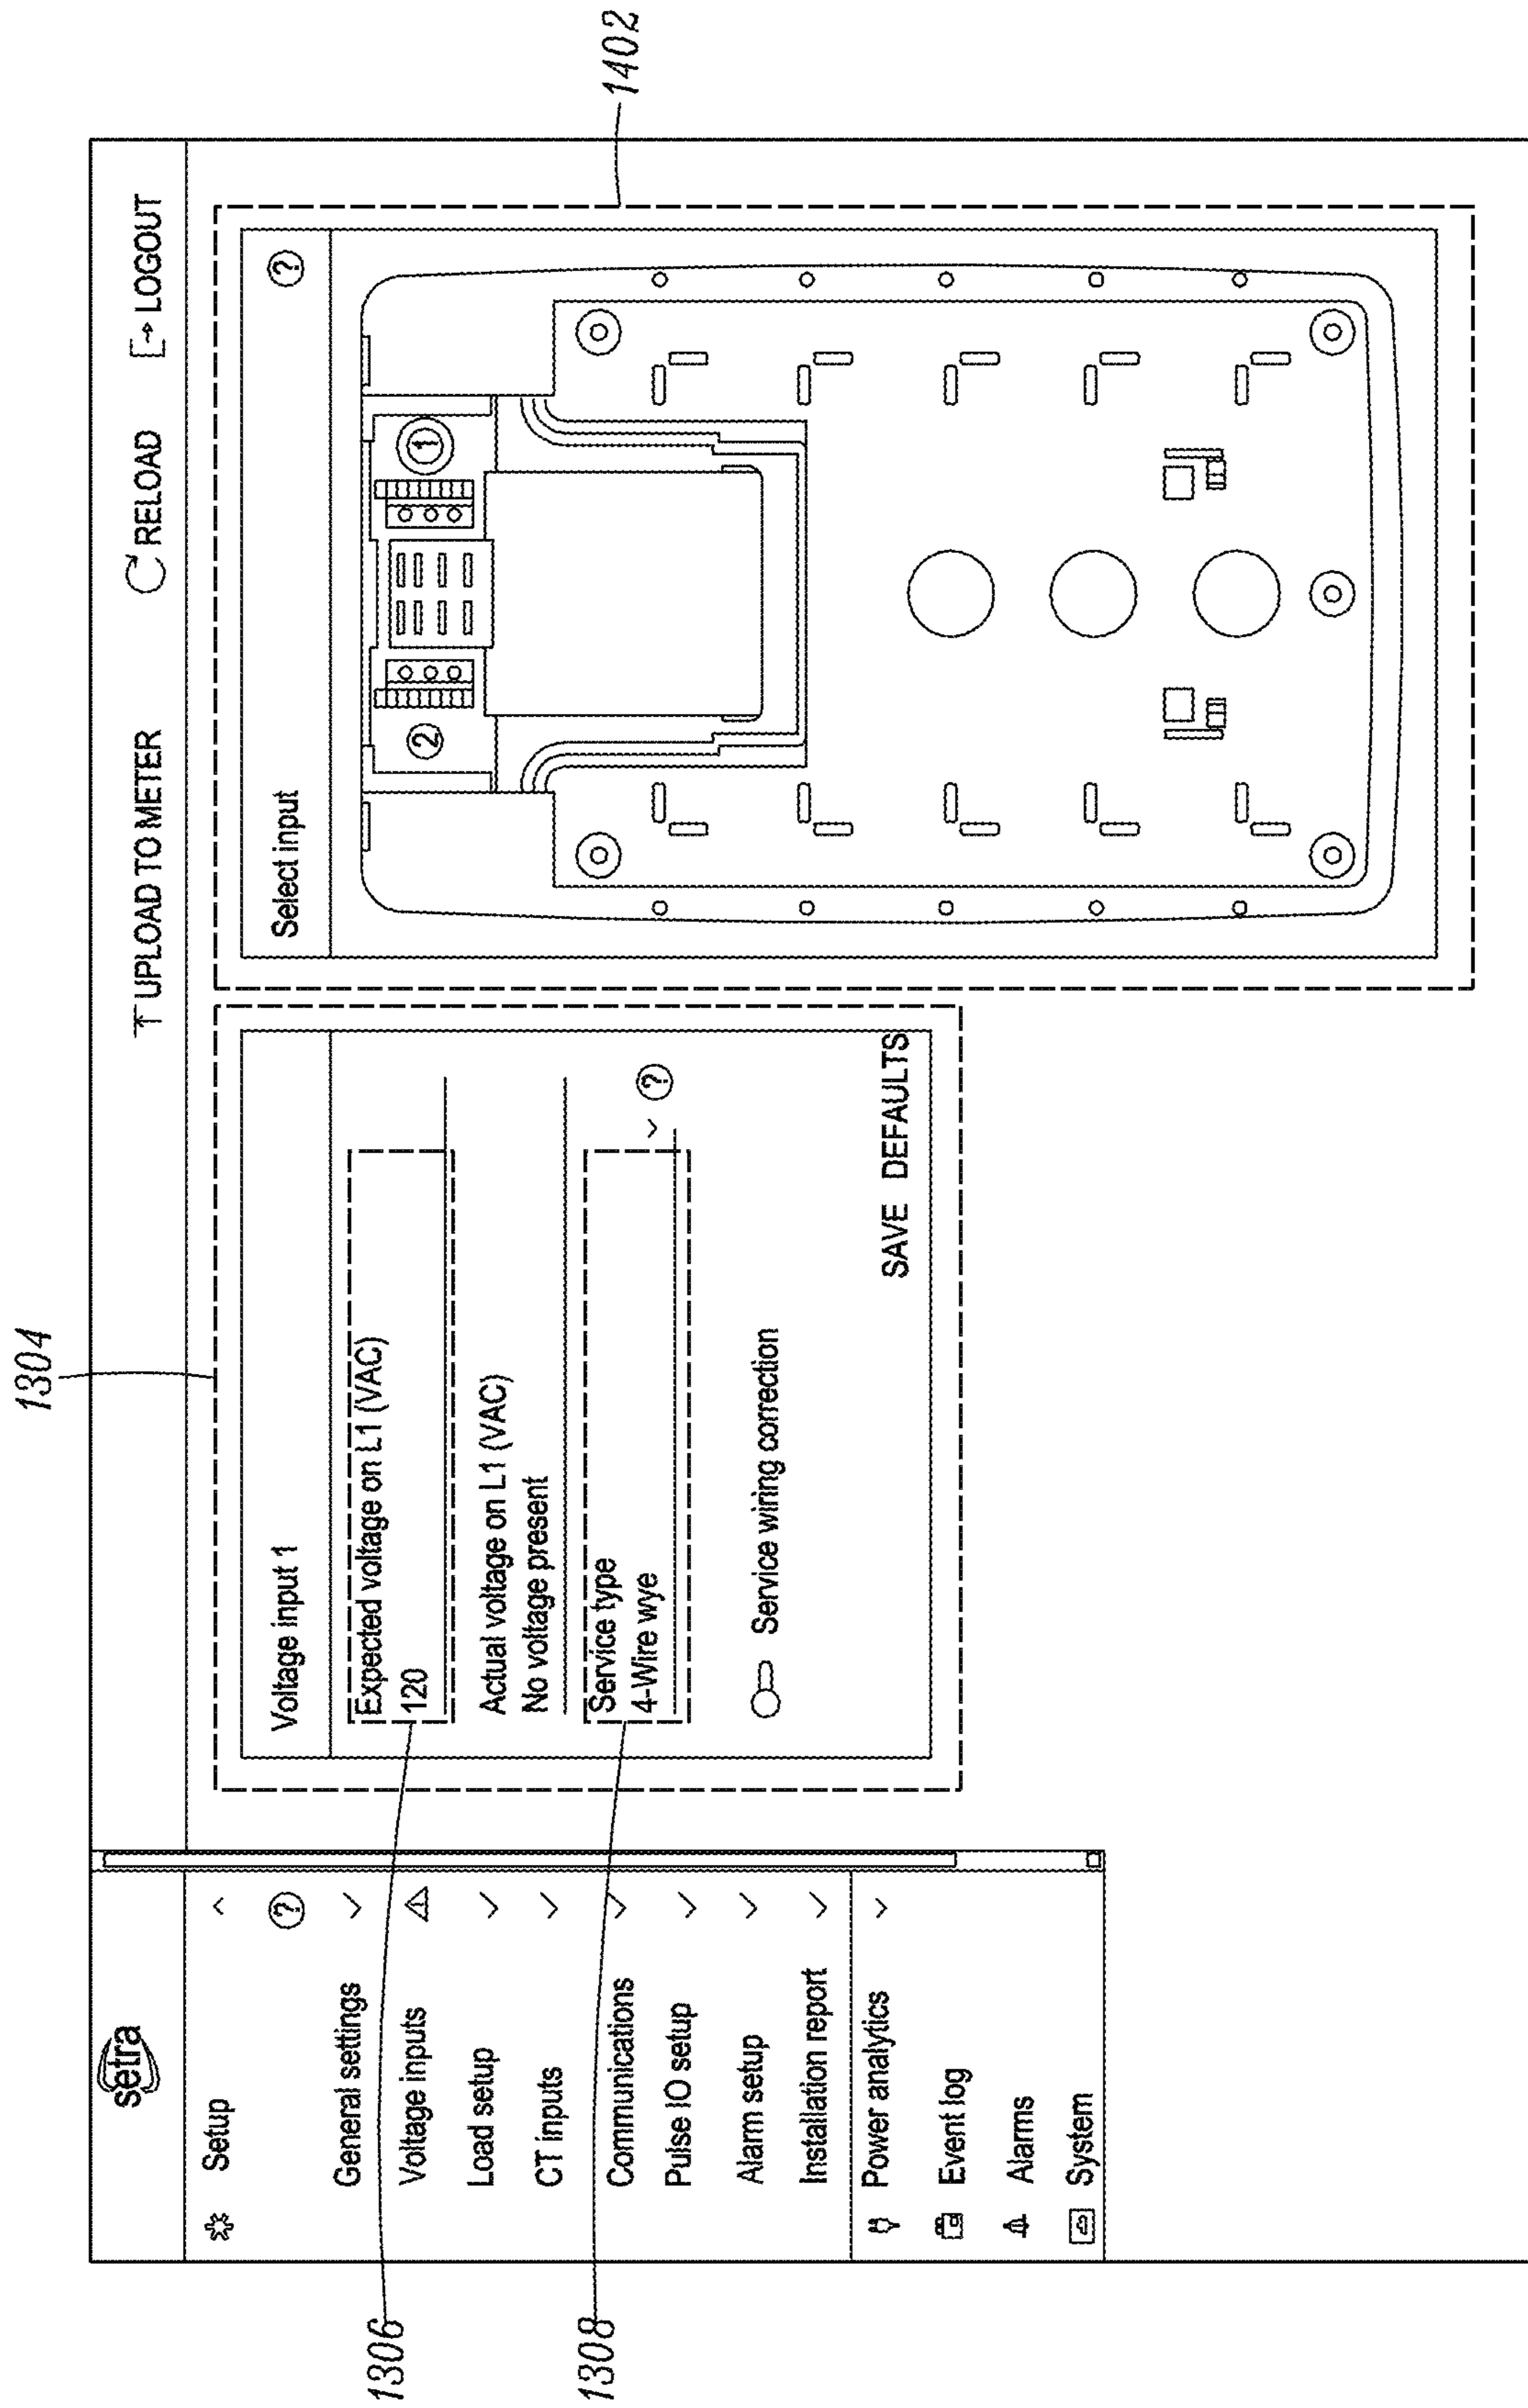 1304
1402
1306
1308
setra
UPLOAD TO METER
RELOAD
LOGOUT
Setup
?
General settings
Voltage inputs
Load setup
CT inputs
Communications
Pulse IO setup
Alarm setup
Installation report
Power analytics
Event log
Alarms
System
Voltage input 1
Expected voltage on L1 (VAC)
120
Actual voltage on L1 (VAC)
No voltage present
Service type
4-Wire wye
?
Service wiring correction
SAVE DEFAULTS
Select input
?
2
1